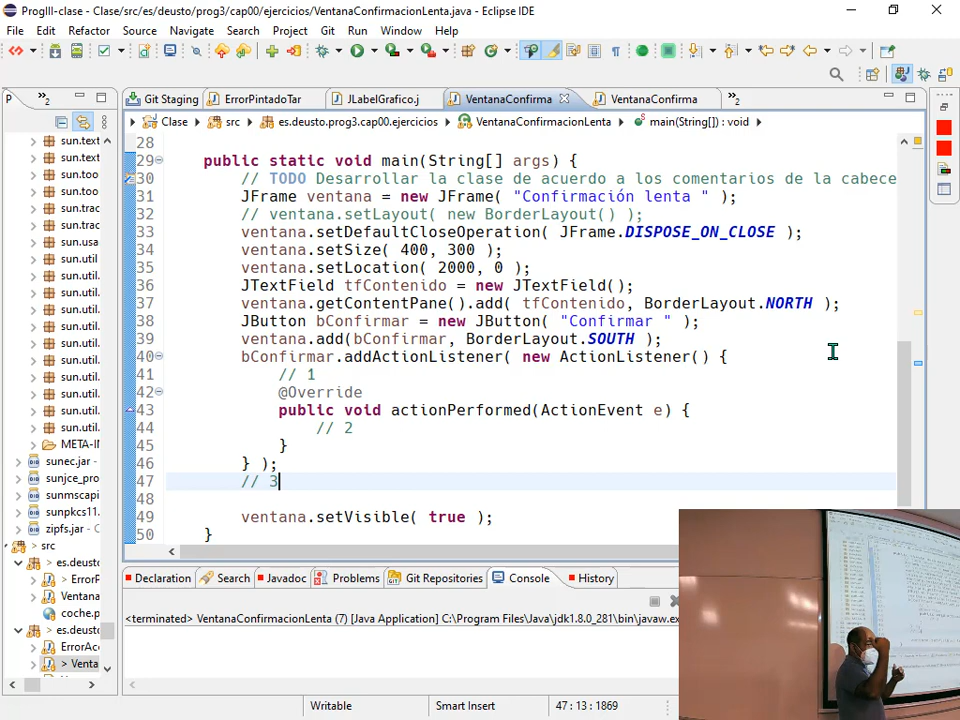 ProgIII-clase - Clase/src/es/deusto/prog3/cap00/ejercicios/VentanaConfirmacionLenta.java - Eclipse IDE
File Edit Refactor Source Navigate Search Project Git Run Window Help
P
»2
Git Staging
ErrorPintadoTar
JLabelGrafico.j
VentanaConfirma
VentanaConfirma
»2
Clase
src
es.deusto.prog3.cap00.ejercicios
VentanaConfirmacionLenta
main(String[]) : void
sun.text
sun.text
sun.tool
sun.tool
sun.trac
sun.trac
sun.usa
sun.util
sun.util.
sun.util.
sun.util.
sun.util.
sun.util.
sun.util.
sun.util.
sun.util.
sun.util.
sun.util.
META-IN
sunec.jar -
sunjce_pro
sunmscapi
sunpkcs11.
zipfs.jar -
src
es.deus
> ErrorP
Ventana
coche.p
es.deusto
ErrorAc
> Venta
28
29 public static void main(String[] args) {
30 // TODO Desarrollar la clase de acuerdo a los comentarios de la cabece
31 JFrame ventana = new JFrame( "Confirmación lenta " );
32 // ventana.setLayout( new BorderLayout() );
33 ventana.setDefaultCloseOperation( JFrame.DISPOSE_ON_CLOSE );
34 ventana.setSize( 400, 300 );
35 ventana.setLocation( 2000, 0 );
36 JTextField tfContenido = new JTextField();
37 ventana.getContentPane().add( tfContenido, BorderLayout.NORTH );
38 JButton bConfirmar = new JButton( "Confirmar " );
39 ventana.add(bConfirmar, BorderLayout.SOUTH );
40 bConfirmar.addActionListener( new ActionListener() {
41 // 1
42 @Override
43 public void actionPerformed(ActionEvent e) {
44 // 2
45 }
46 } );
47 // 3
48
49 ventana.setVisible( true );
50 }
Declaration
Search
Javadoc
Problems
Git Repositories
Console
History
<terminated> VentanaConfirmacionLenta (7) [Java Application] C:\Program Files\Java\jdk1.8.0_281\bin\javaw.ex
Writable
Smart Insert
47 : 13 : 1869